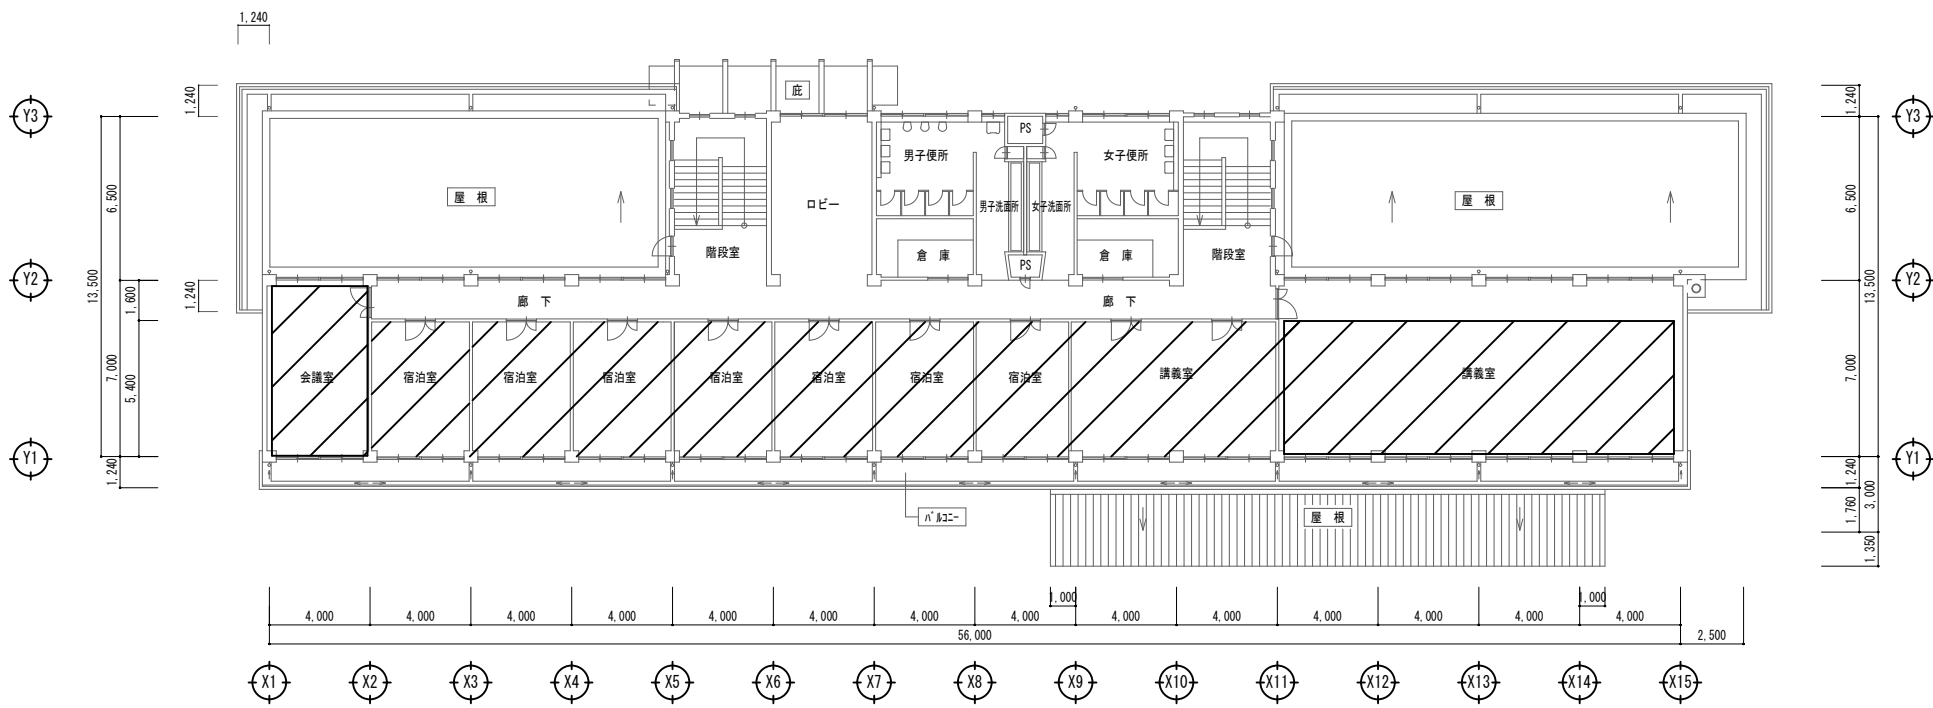 1,240
庇
1,240
1,240
Y3
Y3
PS
男子便所
女子便所
6,500
6,500
屋 根
屋 根
ロビー
男子洗面所
女子洗面所
階段室
倉 庫
倉 庫
階段室
PS
Y2
Y2
13,500
13,500
1,240
1,600
廊 下
廊 下
7,000
5,400
7,000
会議室
宿泊室
宿泊室
宿泊室
宿泊室
宿泊室
宿泊室
宿泊室
講義室
講義室
Y1
Y1
1,240
1,240
3,000
1,760
バルコニー
屋 根
1,350
1,000
1,000
4,000
4,000
4,000
4,000
4,000
4,000
4,000
4,000
4,000
4,000
4,000
4,000
4,000
4,000
56,000
2,500
X1
X2
X3
X4
X5
X6
X7
X8
X9
X10
X11
X12
X13
X14
X15